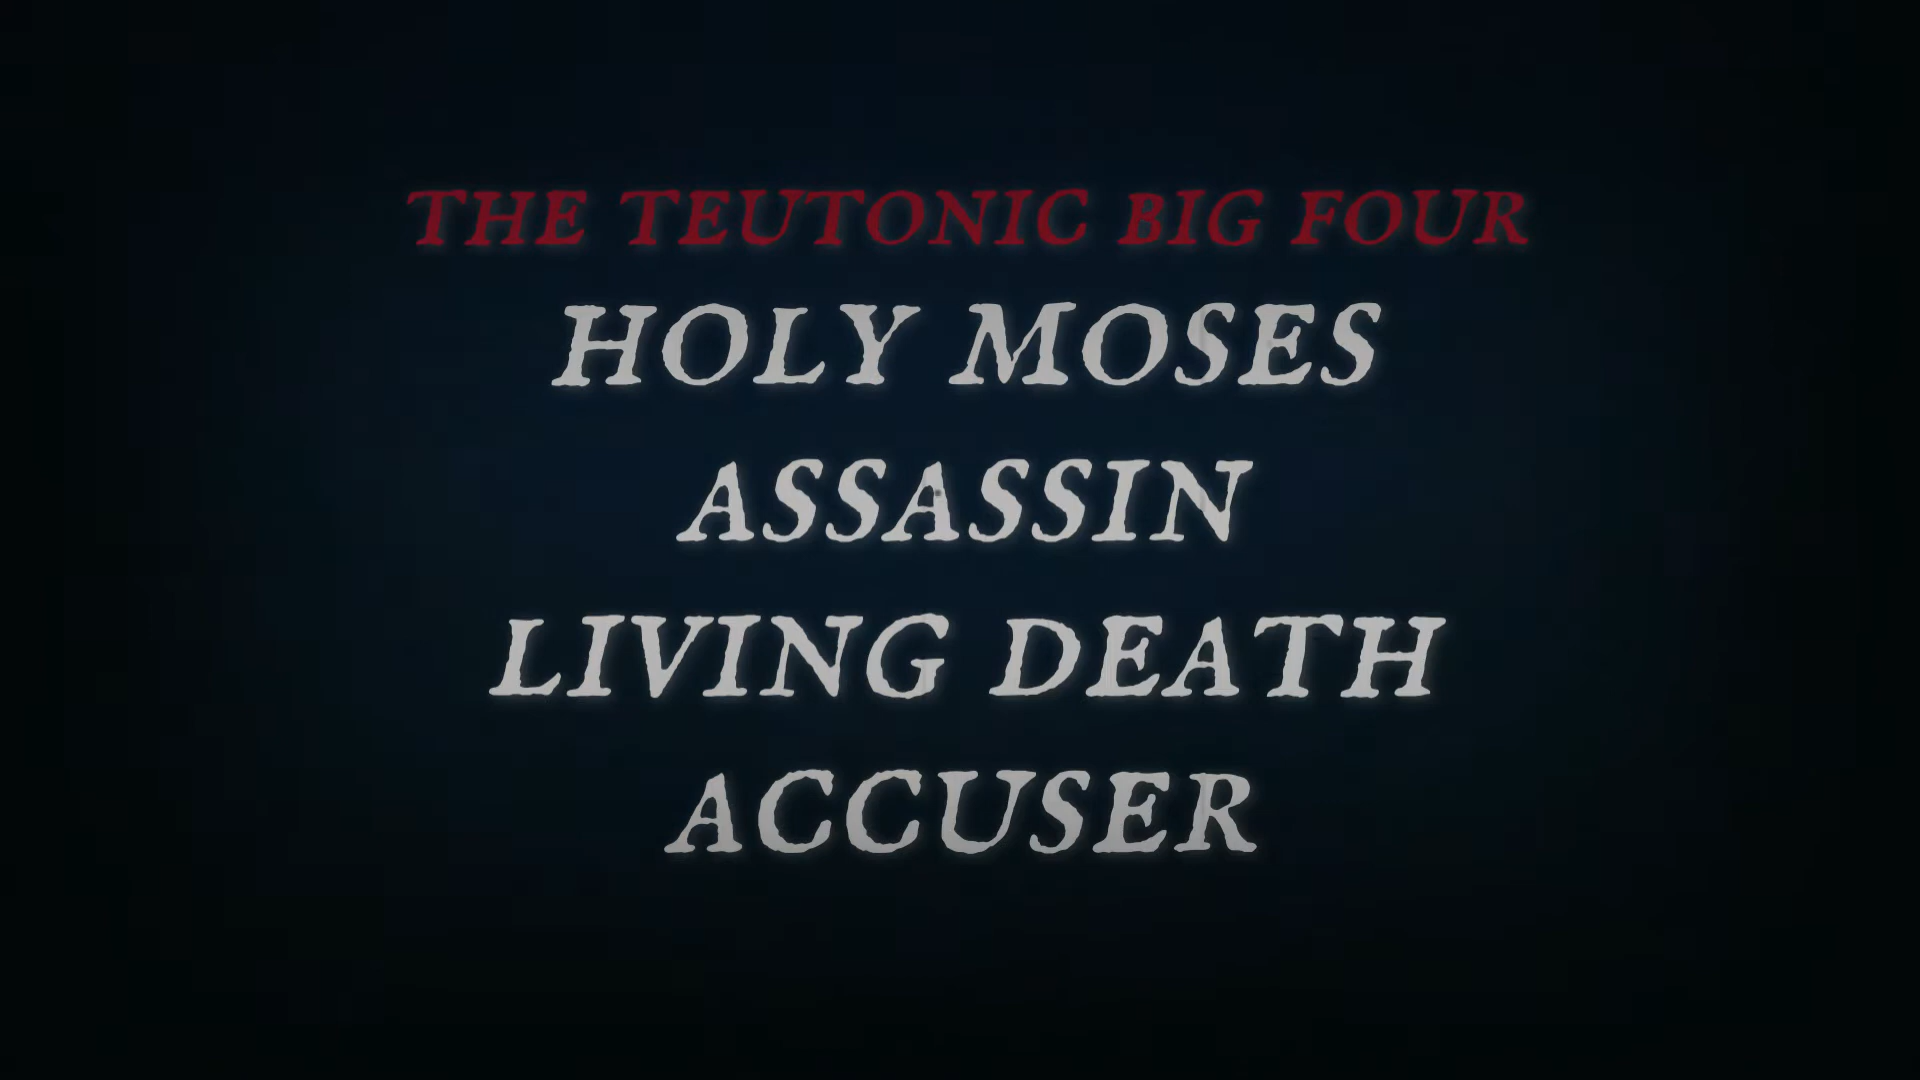 THE TEUTONIC BIG FOUR
HOLY MOSES
ASSASSIN
LIVING DEATH
ACCUSER